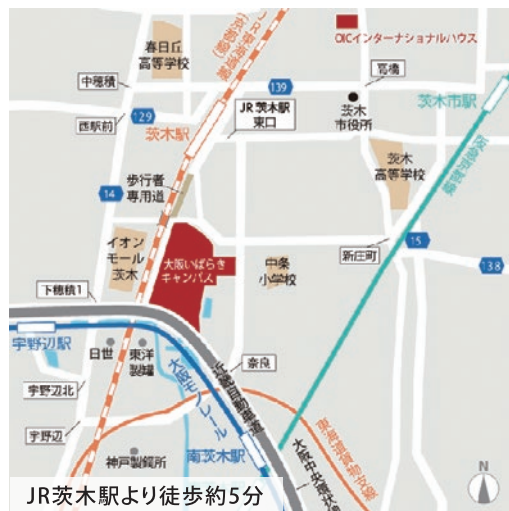 春日丘
高等学校
JR東海道線
(京都線)
OICインターナショナルハウス
中穂積
高橋
139
茨木
市役所
茨木市駅
129
JR茨木駅
東口
西駅前
茨木駅
阪急京都線
茨木
高等学校
14
歩行者
専用道
イオン
モール
茨木
大阪いばらき
キャンパス
中条
小学校
新庄町
15
138
下穂積1
宇野辺駅
日世
東洋
製罐
奈良
大阪モノレール
近畿自動車道
宇野辺北
宇野辺
南茨木駅
大阪中央環状線
東海道貨物支線
神戸製鋼所
N
JR茨木駅より徒歩約5分